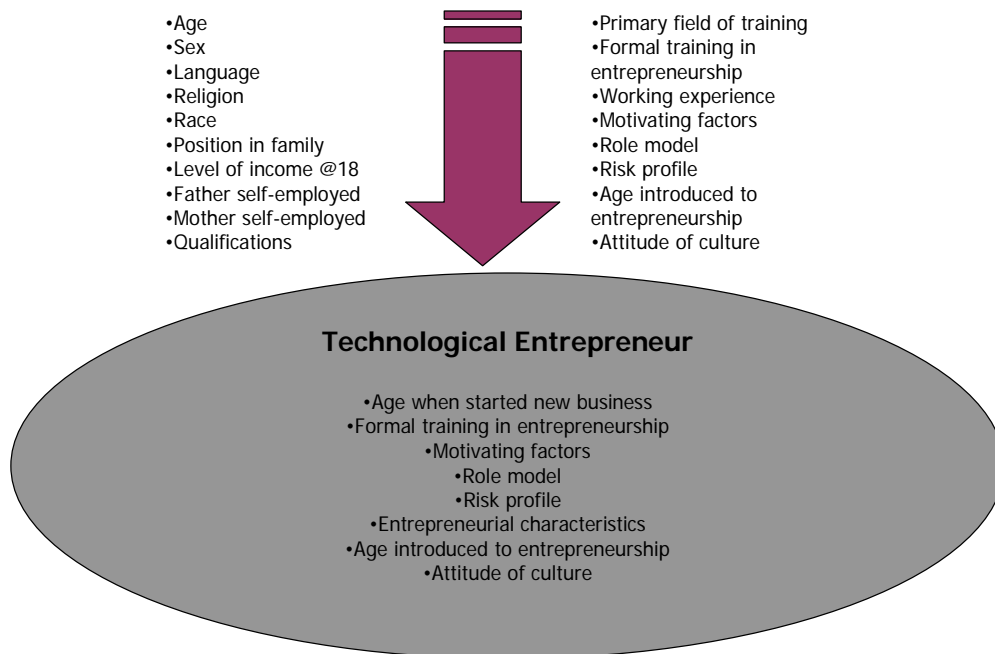 •Age
•Sex
•Language
•Religion
•Race
•Position in family
•Level of income @18
•Father self-employed
•Mother self-employed
•Qualifications
•Primary field of training
•Formal training in
entrepreneurship
•Working experience
•Motivating factors
•Role model
•Risk profile
•Age introduced to
entrepreneurship
•Attitude of culture
Technological Entrepreneur
•Age when started new business
•Formal training in entrepreneurship
•Motivating factors
•Role model
•Risk profile
•Entrepreneurial characteristics
•Age introduced to entrepreneurship
•Attitude of culture